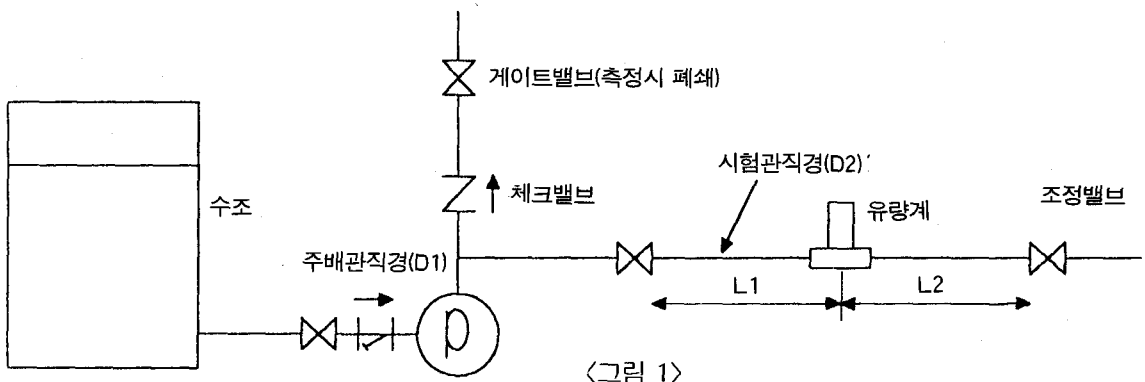 게이트밸브(측정시 폐쇄)
시험관직경(D2)
수조
체크밸브
유량계
조정밸브
주배관직경(D1)
L1
L2
P
〈그림 1〉